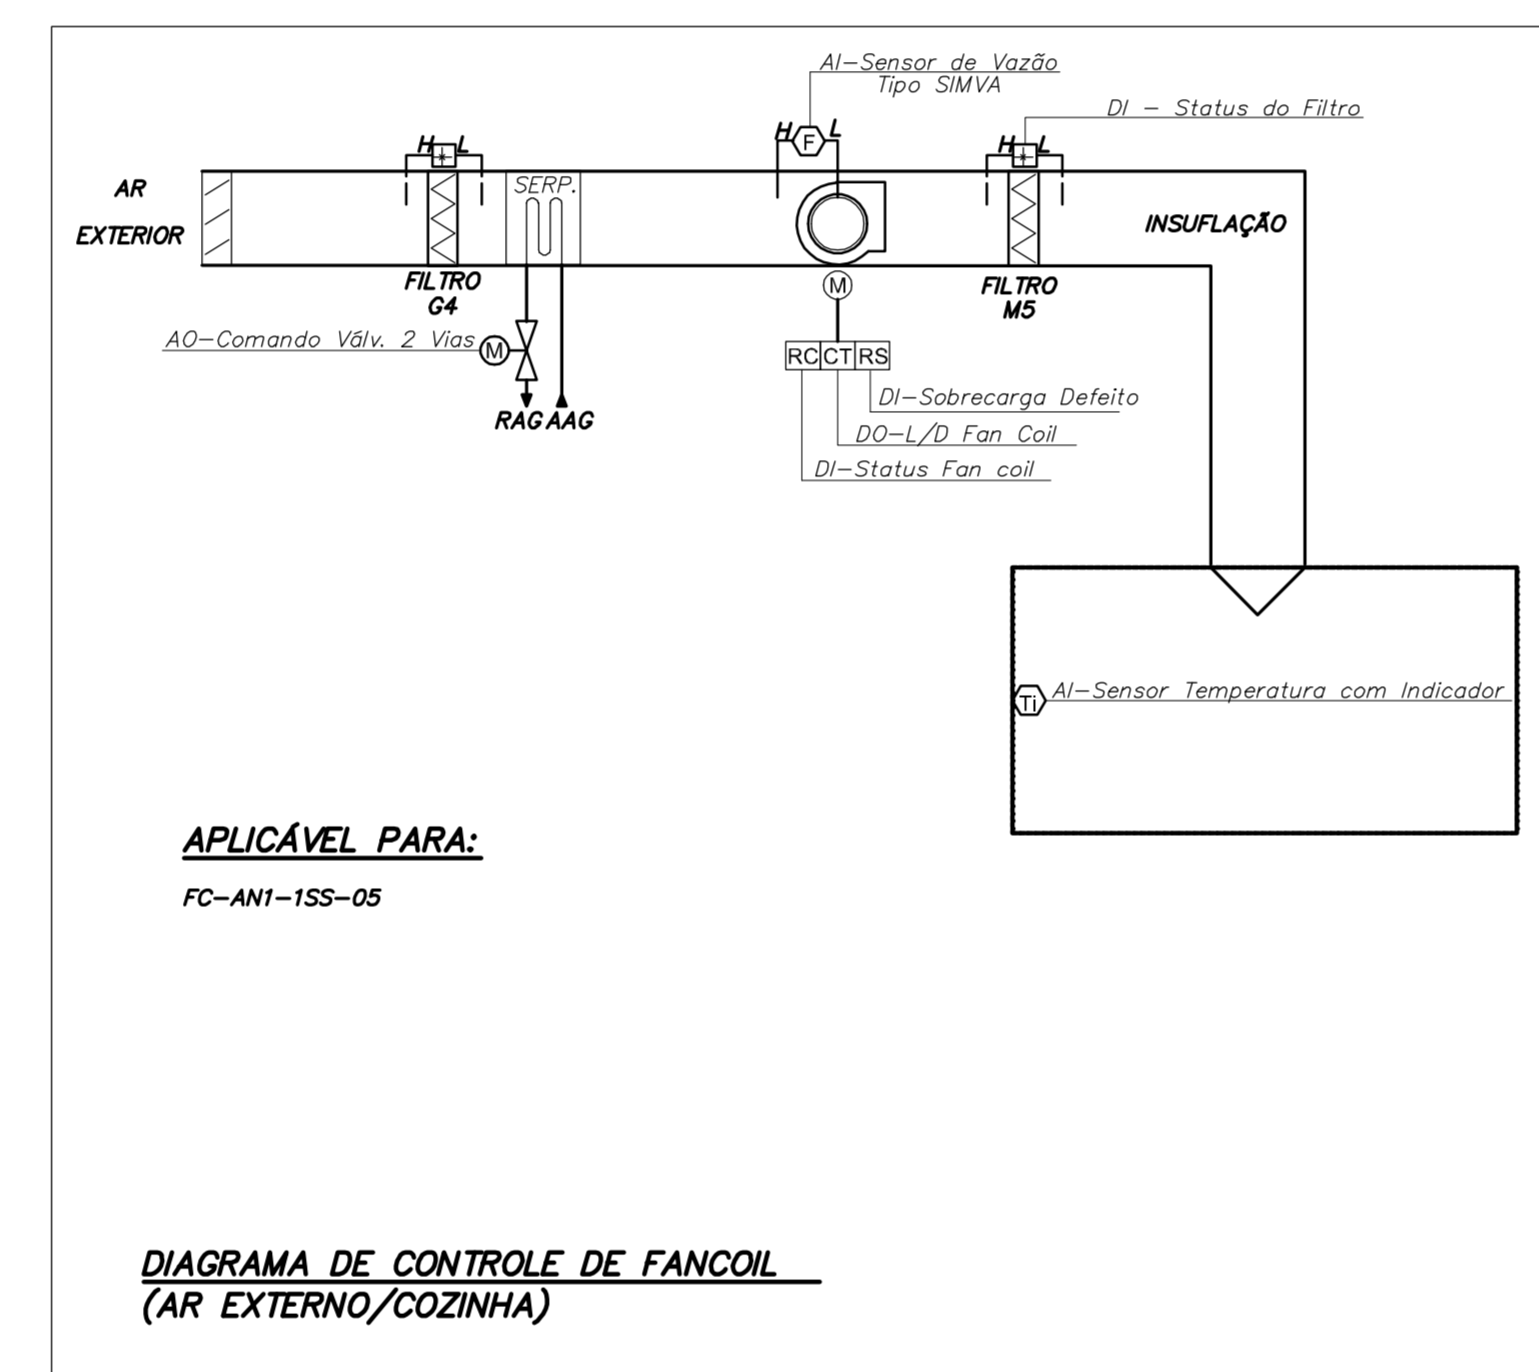 AI-Sensor de Vazão
Tipo SIMVA
DI - Status do Filtro
H L
H F L
H L
AR
EXTERIOR
SERP.
INSUFLAÇÃO
FILTRO
G4
M
FILTRO
M5
AO-Comando Válv. 2 Vias
M
RC CT RS
RAG AAG
DI-Sobrecarga Defeito
DO-L/D Fan Coil
DI-Status Fan coil
Ti
AI-Sensor Temperatura com Indicador
APLICÁVEL PARA:
FC-AN1-1SS-05
DIAGRAMA DE CONTROLE DE FANCOIL
(AR EXTERNO/COZINHA)